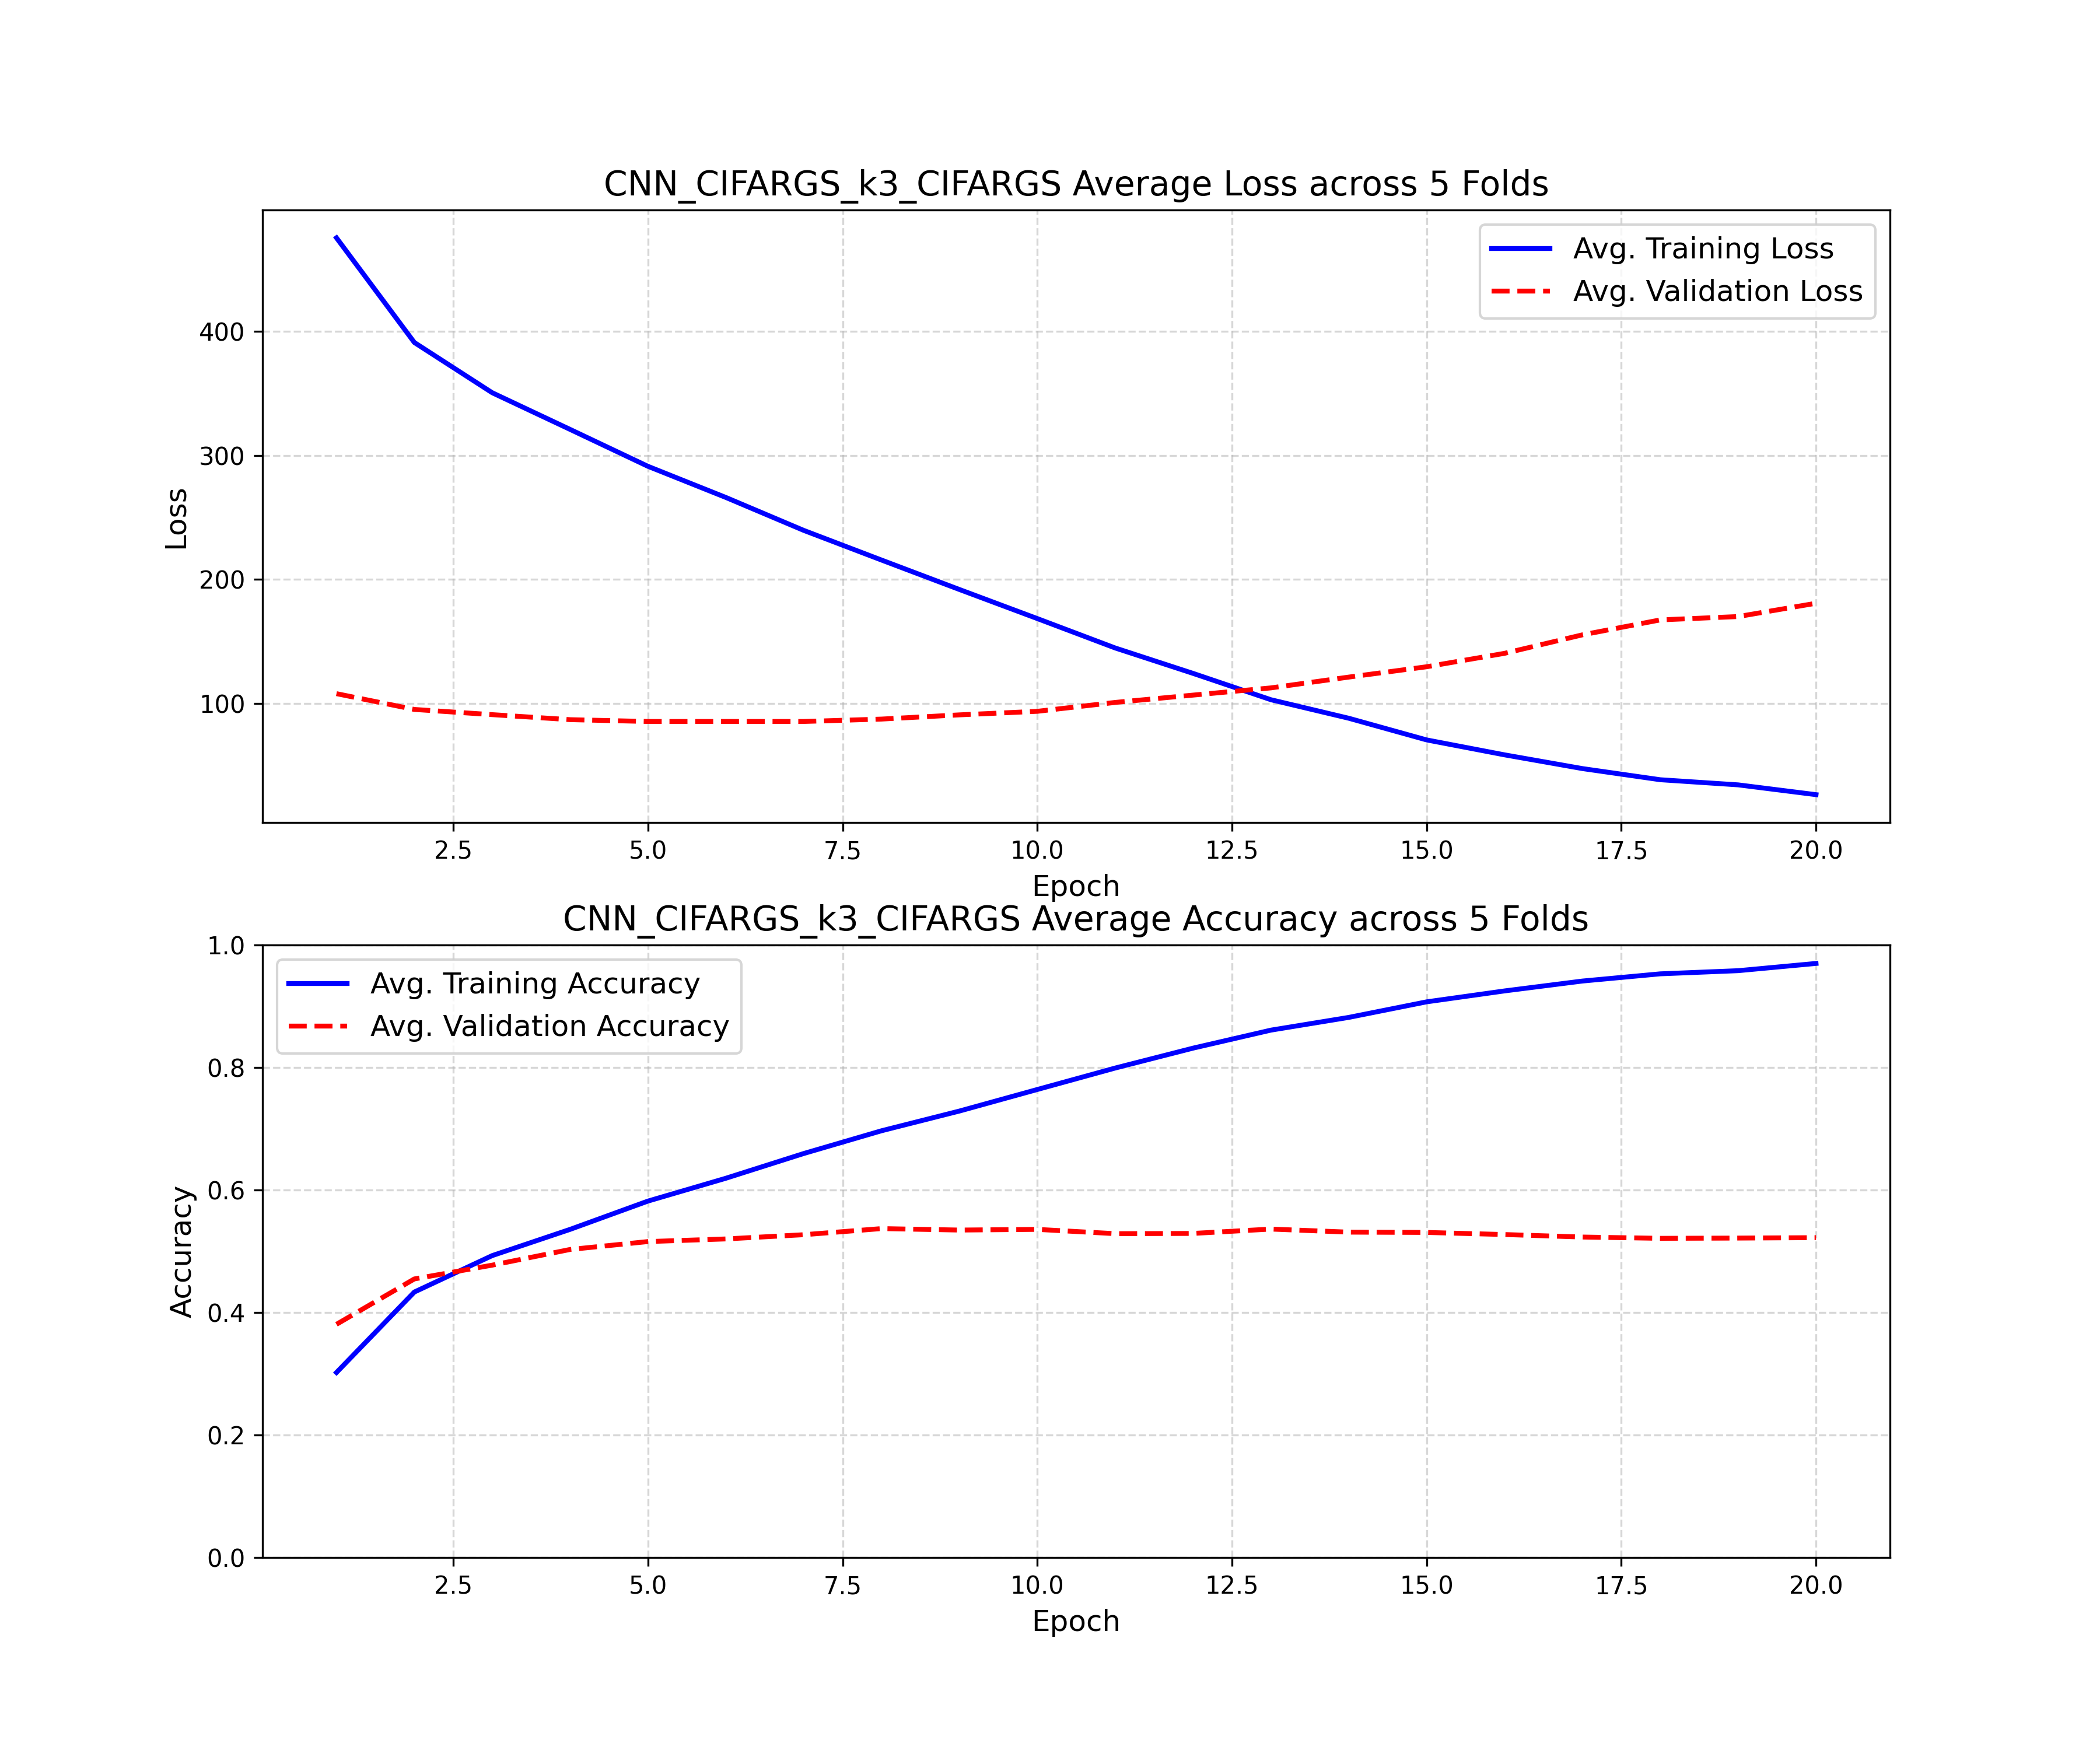 CNN_CIFARGS_k3_CIFARGS Average Loss across 5 Folds
Avg. Training Loss
Avg. Validation Loss
400
300
200
100
Loss
2.5 5.0 7.5 10.0 12.5 15.0 17.5 20.0
Epoch
CNN_CIFARGS_k3_CIFARGS Average Accuracy across 5 Folds
Avg. Training Accuracy
Avg. Validation Accuracy
1.0
0.8
0.6
0.4
0.2
0.0
Accuracy
2.5 5.0 7.5 10.0 12.5 15.0 17.5 20.0
Epoch